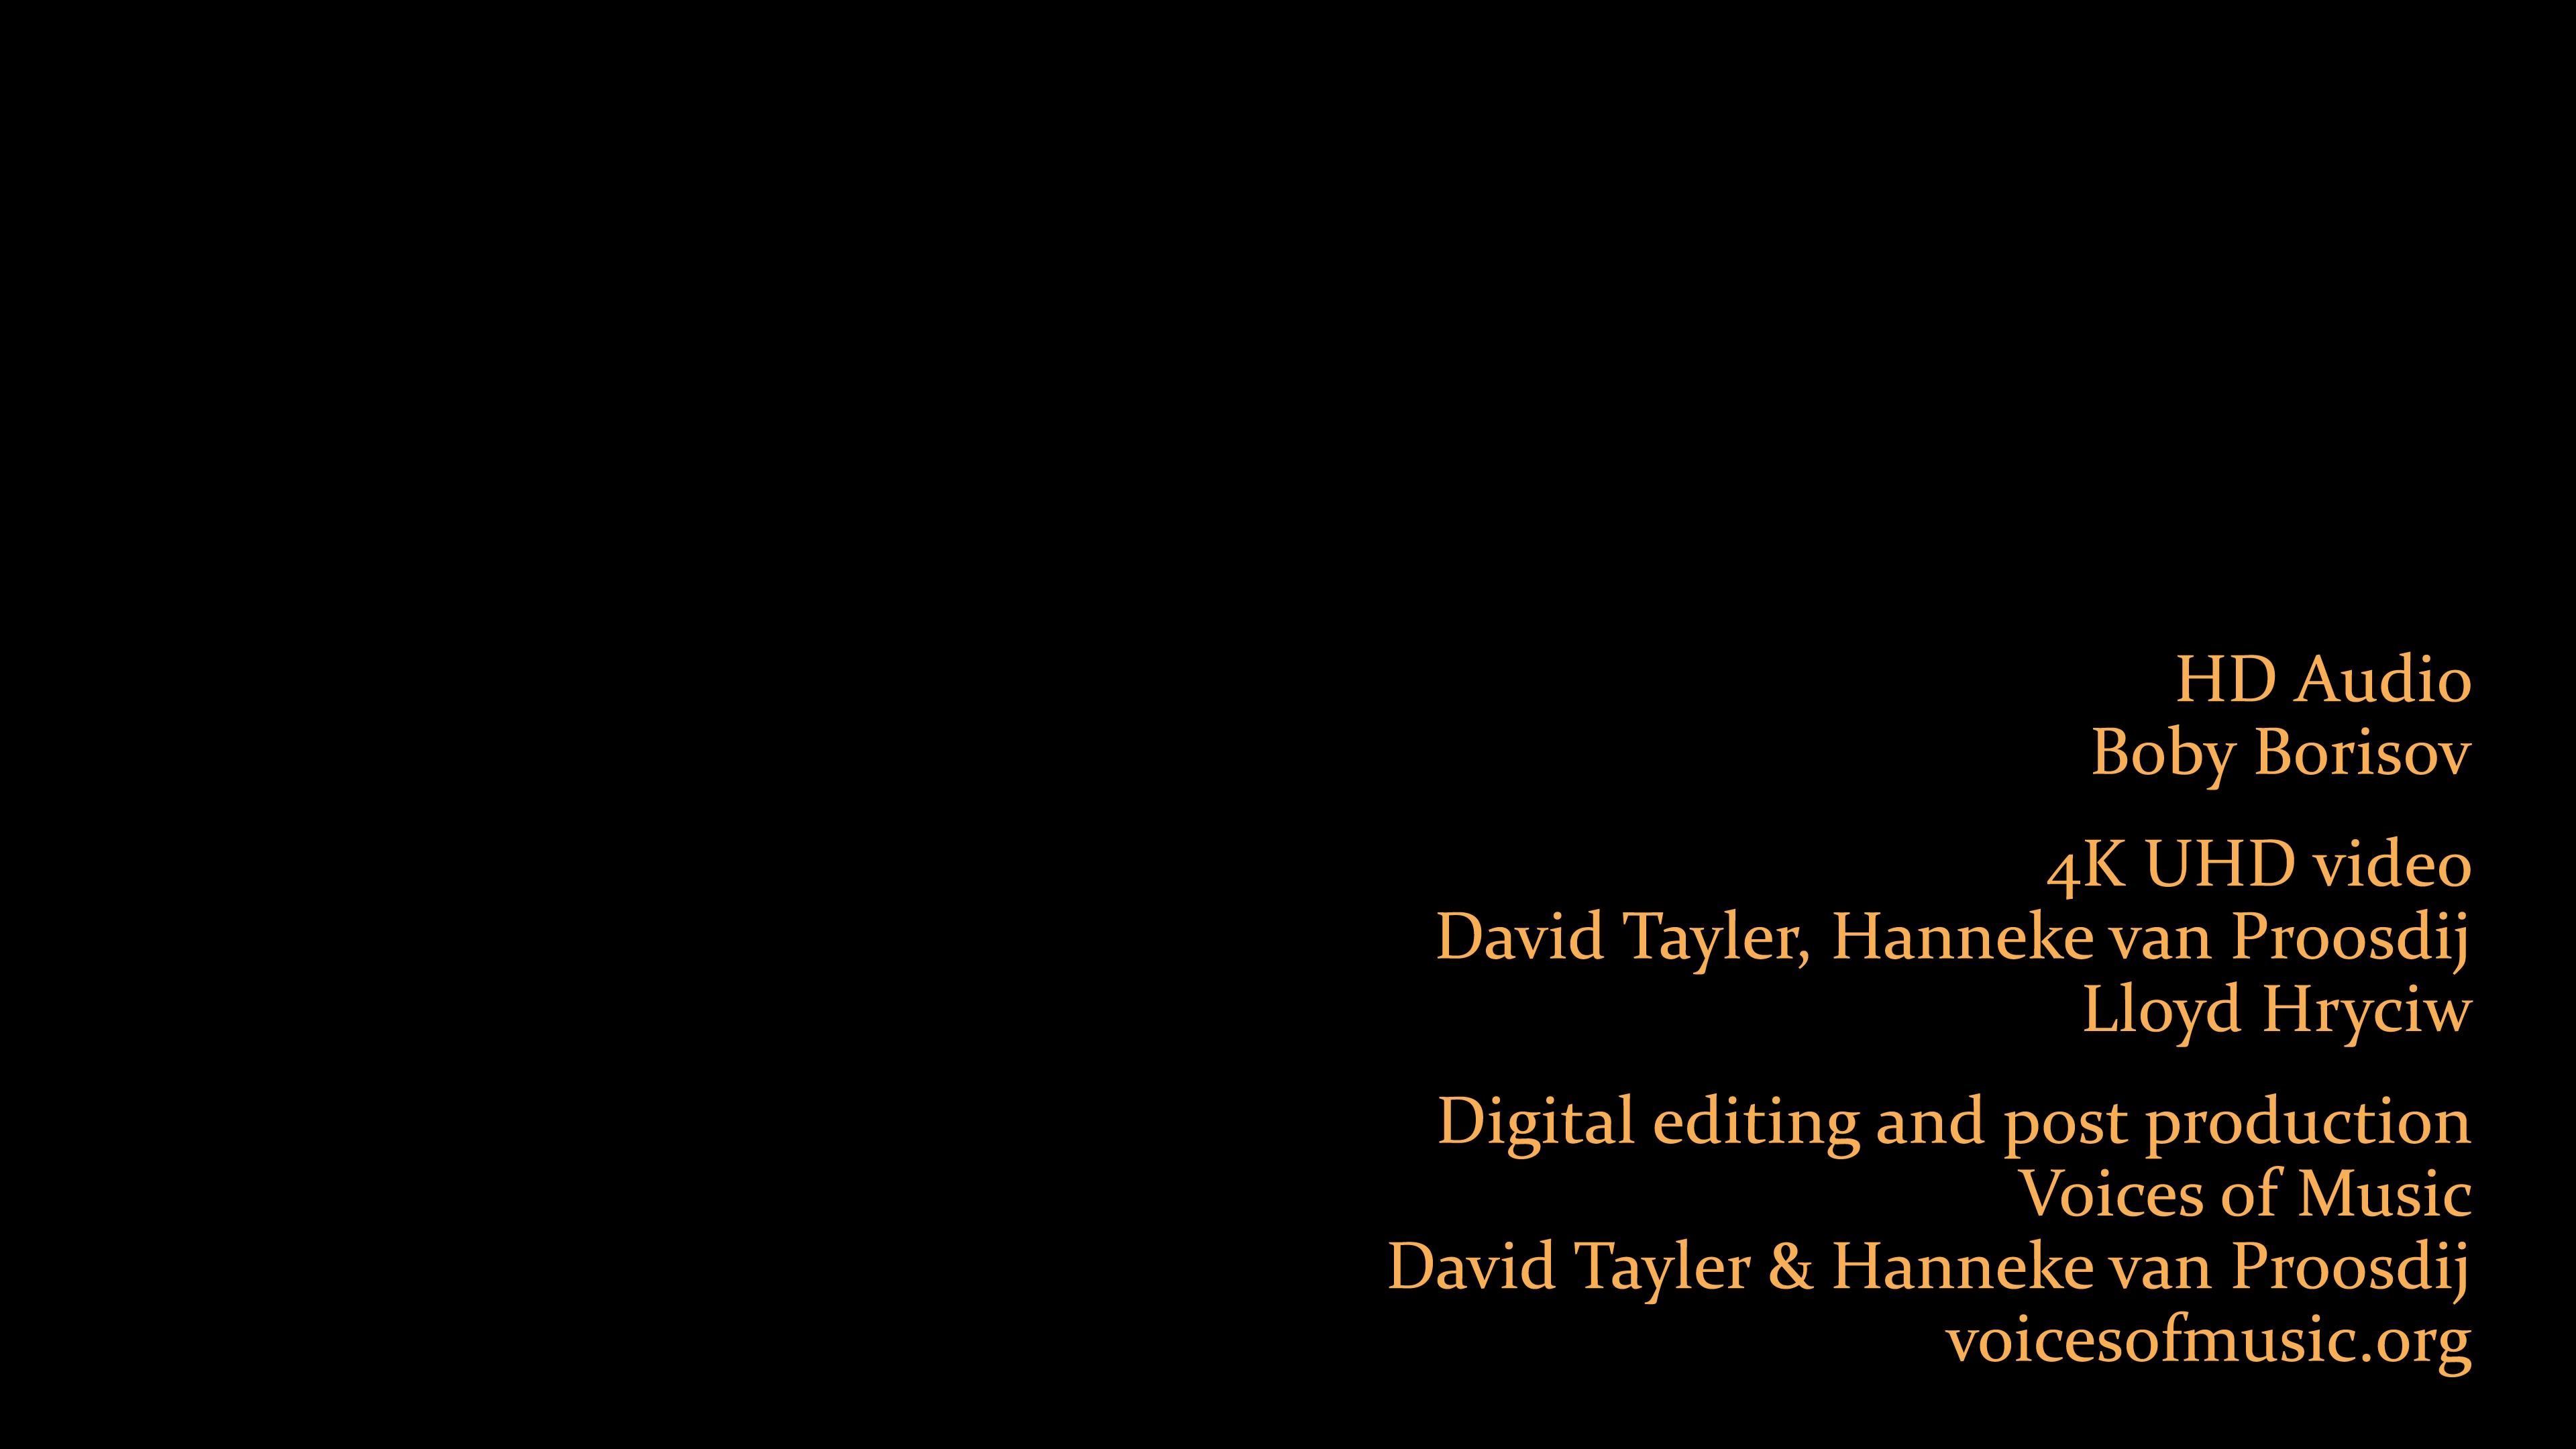 HD Audio
Boby Borisov
4K UHD video
David Tayler, Hanneke van Proosdij
Lloyd Hryciw
Digital editing and post production
Voices of Music
David Tayler & Hanneke van Proosdij
voicesofmusic.org